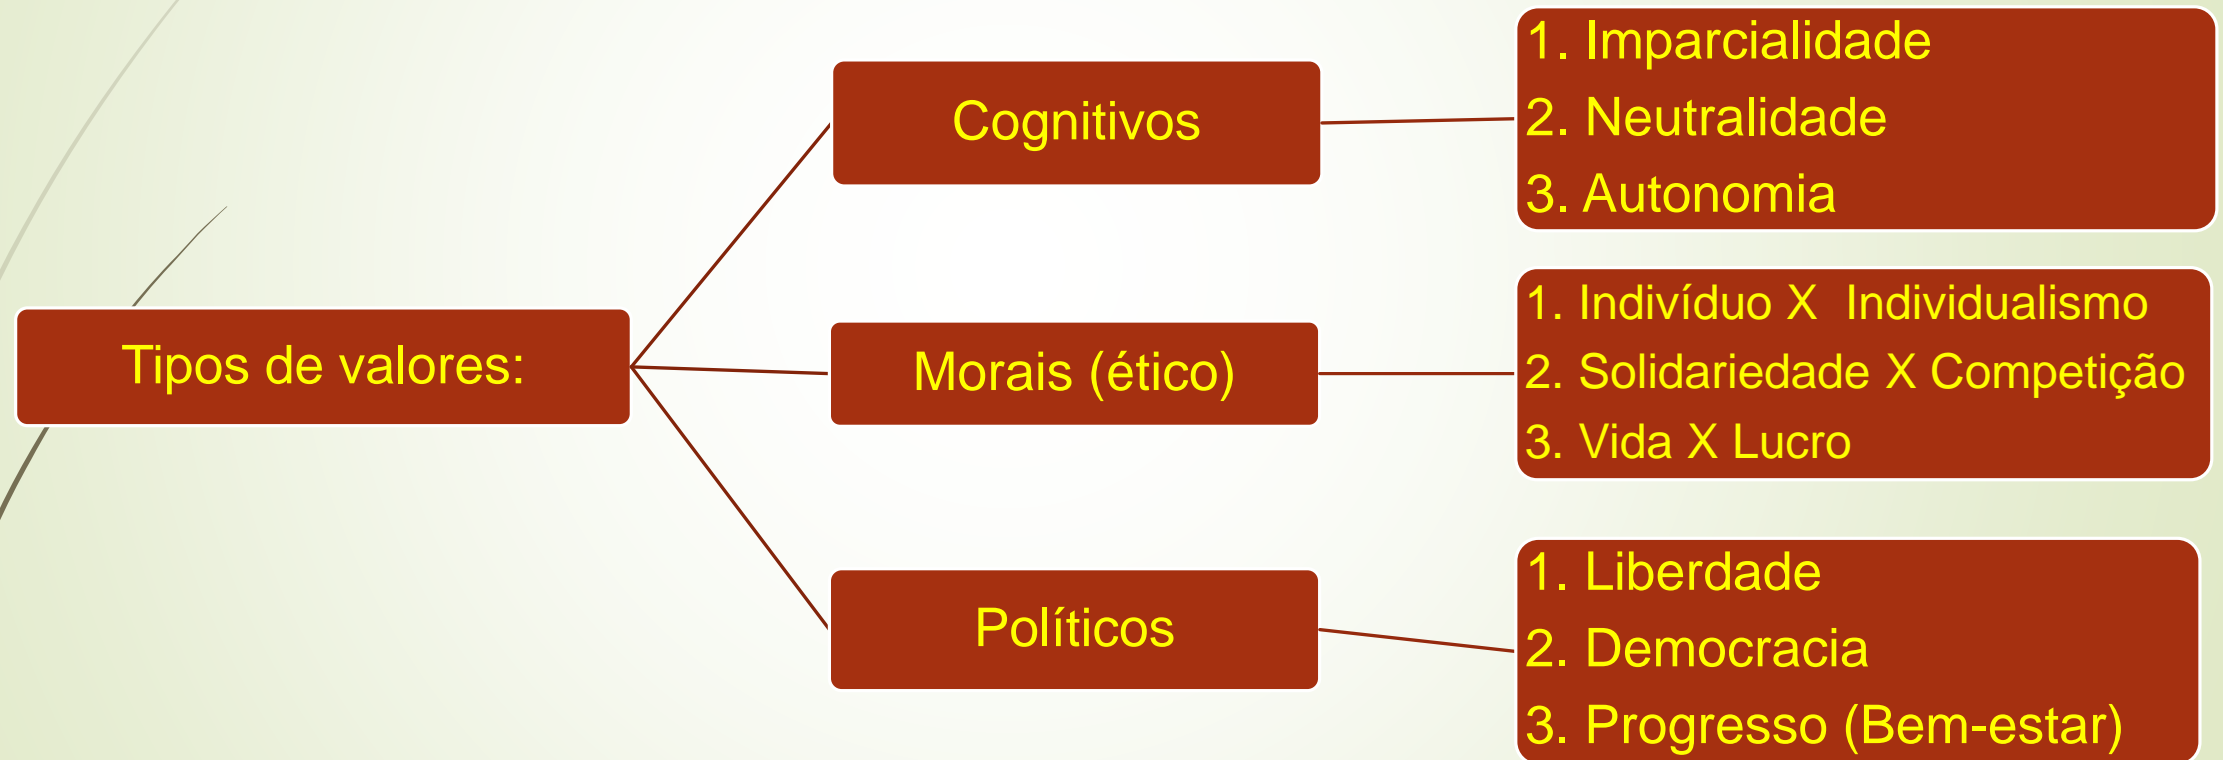 Tipos de valores:
Cognitivos
1. Imparcialidade
2. Neutralidade
3. Autonomia
Morais (ético)
1. Indivíduo X  Individualismo
2. Solidariedade X Competição
3. Vida X Lucro
Políticos
1. Liberdade
2. Democracia
3. Progresso (Bem-estar)